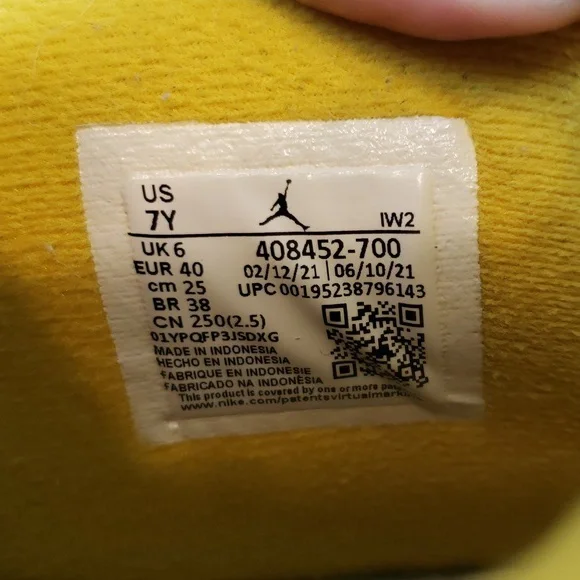 US
7Y
IW2
UK 6
408452-700
EUR 40
02/12/21 | 06/10/21
cm 25
UPC 00195238796143
BR 38
CN 250(2.5)
01YPQFP3JSDXG
MADE IN INDONESIA
HECHO EN INDONESIA
FABRIQUE EN INDONESIE
FABRICADO NA INDONESIA
This product is covered by one or more
www.nike.com/patentsvirtualmark